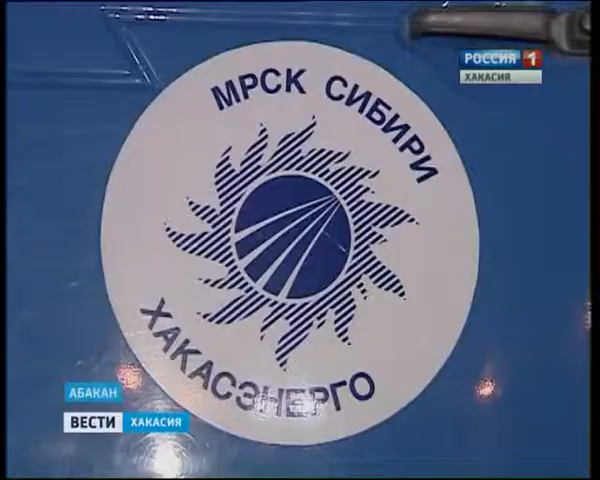 РОССИЯ 1
ХАКАСИЯ
МРСК СИБИРИ
ХАКАСЭНЕРГО
АБАКАН
ВЕСТИ ХАКАСИЯ